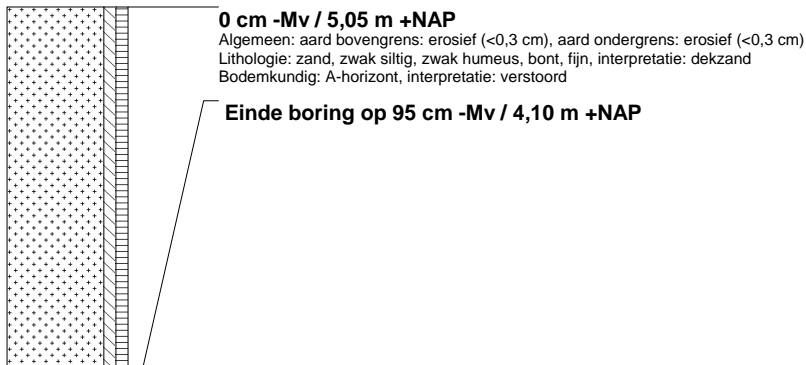 0 cm -Mv / 5,05 m +NAP
Algemeen: aard bovengrens: erosief (<0,3 cm), aard ondergrens: erosief (<0,3 cm)
Lithologie: zand, zwak siltig, zwak humeus, bont, fijn, interpretatie: dekzand
Bodemkundig: A-horizont, interpretatie: verstoord
Einde boring op 95 cm -Mv / 4,10 m +NAP